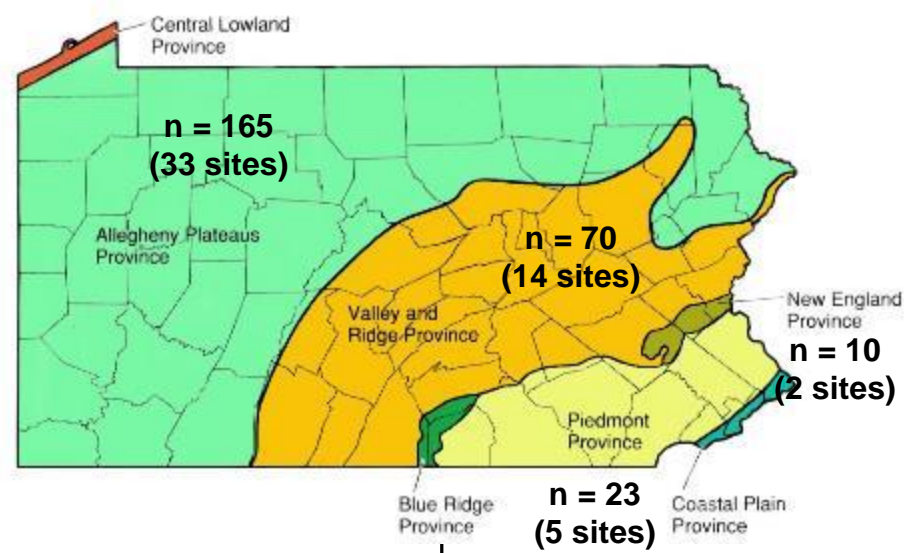 Central Lowland
Province
n = 165
(33 sites)
Allegheny Plateaus
Province
n = 70
(14 sites)
Valley and
Ridge Province
New England
Province
n = 10
(2 sites)
Piedmont
Province
Blue Ridge
Province
n = 23
(5 sites)
Coastal Plain
Province